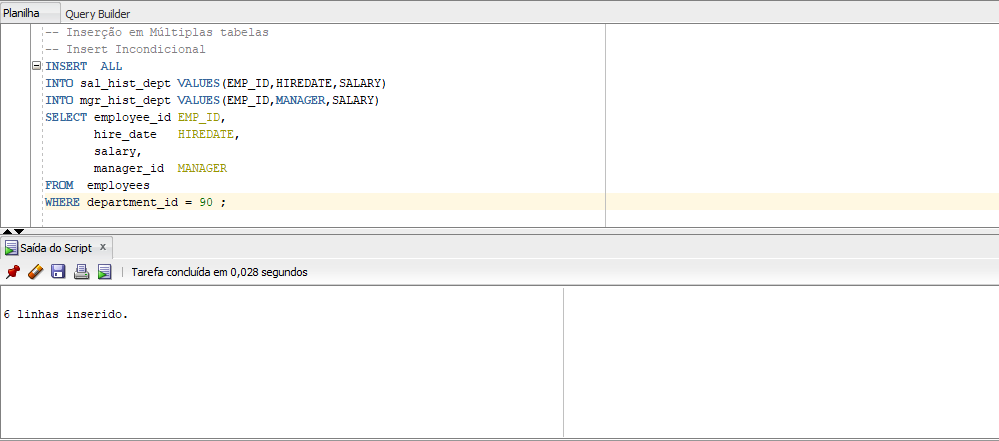 Planilha
Query Builder
-- Inserção em Múltiplas tabelas
-- Insert Incondicional
INSERT  ALL
INTO sal_hist_dept VALUES(EMP_ID,HIREDATE,SALARY)
INTO mgr_hist_dept VALUES(EMP_ID,MANAGER,SALARY)
SELECT employee_id EMP_ID,
       hire_date   HIREDATE,
       salary,
       manager_id  MANAGER
FROM  employees
WHERE department_id = 90 ;
Saída do Script x
Tarefa concluída em 0,028 segundos
6 linhas inserido.